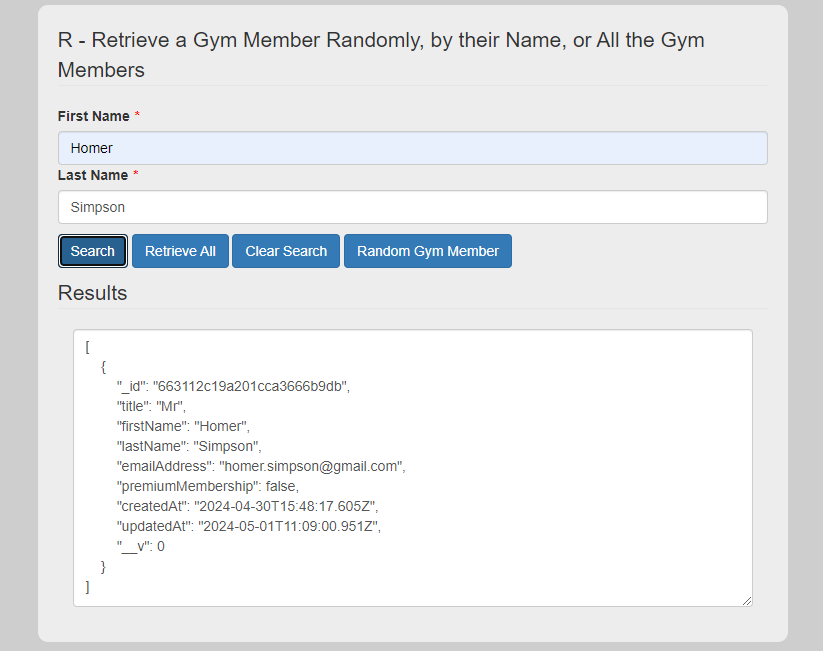 R - Retrieve a Gym Member Randomly, by their Name, or All the Gym
Members
First Name *
Homer
Last Name *
Simpson
Search Retrieve All Clear Search Random Gym Member
Results
[
{
"_id": "663112c19a201cca3666b9db",
"title": "Mr",
"firstName": "Homer",
"lastName": "Simpson",
"emailAddress": "homer.simpson@gmail.com",
"premiumMembership": false,
"createdAt": "2024-04-30T15:48:17.605Z",
"updatedAt": "2024-05-01T11:09:00.951Z",
"__v": 0
}
]